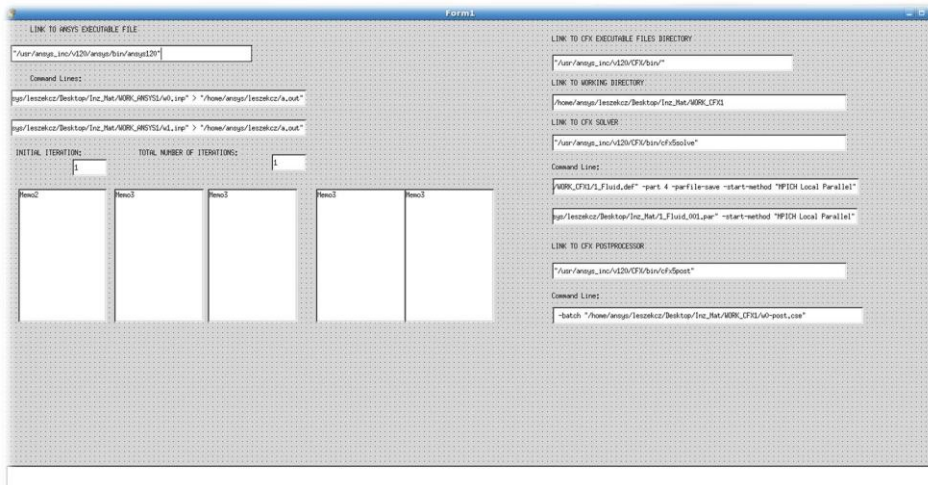 Form1
LINK TO ANSYS EXECUTABLE FILE
"/usr/ansys_inc/v120/ansys/bin/ansys120"
Command Lines:
sys/leszekcz/Desktop/Inz_Mat/WORK_ANSYS1/w0.inp" > "/home/ansys/leszekcz/a.out"
sys/leszekcz/Desktop/Inz_Mat/WORK_ANSYS1/w1.inp" > "/home/ansys/leszekcz/a.out"
INITIAL ITERATION:
1
TOTAL NUMBER OF ITERATIONS:
1
Memo2
Memo3
Memo3
Memo3
Memo3
LINK TO CFX EXECUTABLE FILES DIRECTORY
"/usr/ansys_inc/v120/CFX/bin/"
LINK TO WORKING DIRECTORY
/home/ansys/leszekcz/Desktop/Inz_Mat/WORK_CFX1
LINK TO CFX SOLVER
"/usr/ansys_inc/v120/CFX/bin/cfx5solve"
Command Line:
/WORK_CFX1/1_Fluid.def" -part 4 -parfile-save -start-method "MPICH Local Parallel"
sys/leszekcz/Desktop/Inz_Mat/1_Fluid_001.par" -start-method "MPICH Local Parallel"
LINK TO CFX POSTPROCESSOR
"/usr/ansys_inc/v120/CFX/bin/cfx5post"
Command Line:
-batch "/home/ansys/leszekcz/Desktop/Inz_Mat/WORK_CFX1/w0-post.cse"